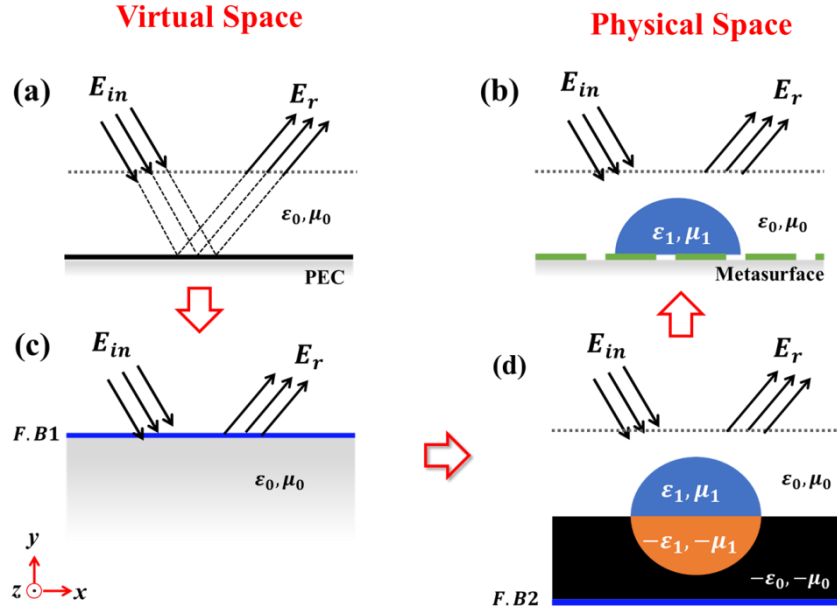 Virtual Space
Physical Space
(a)
E_in
E_r
ε₀, μ₀
PEC
(b)
E_in
E_r
ε₁, μ₁
ε₀, μ₀
Metasurface
(c)
E_in
E_r
F.B1
ε₀, μ₀
y
z
x
(d)
E_in
E_r
ε₁, μ₁
ε₀, μ₀
−ε₁, −μ₁
−ε₀, −μ₀
F.B2